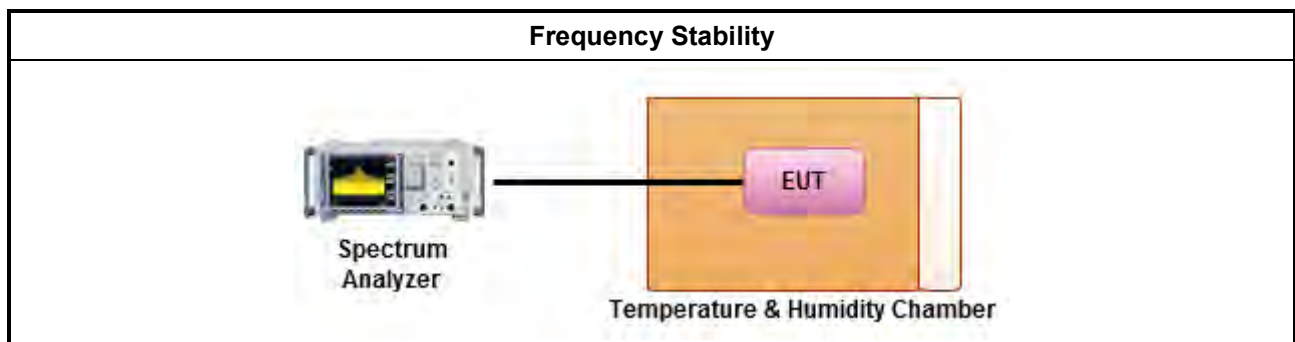 Frequency Stability
EUT
Spectrum
Analyzer
Temperature & Humidity Chamber